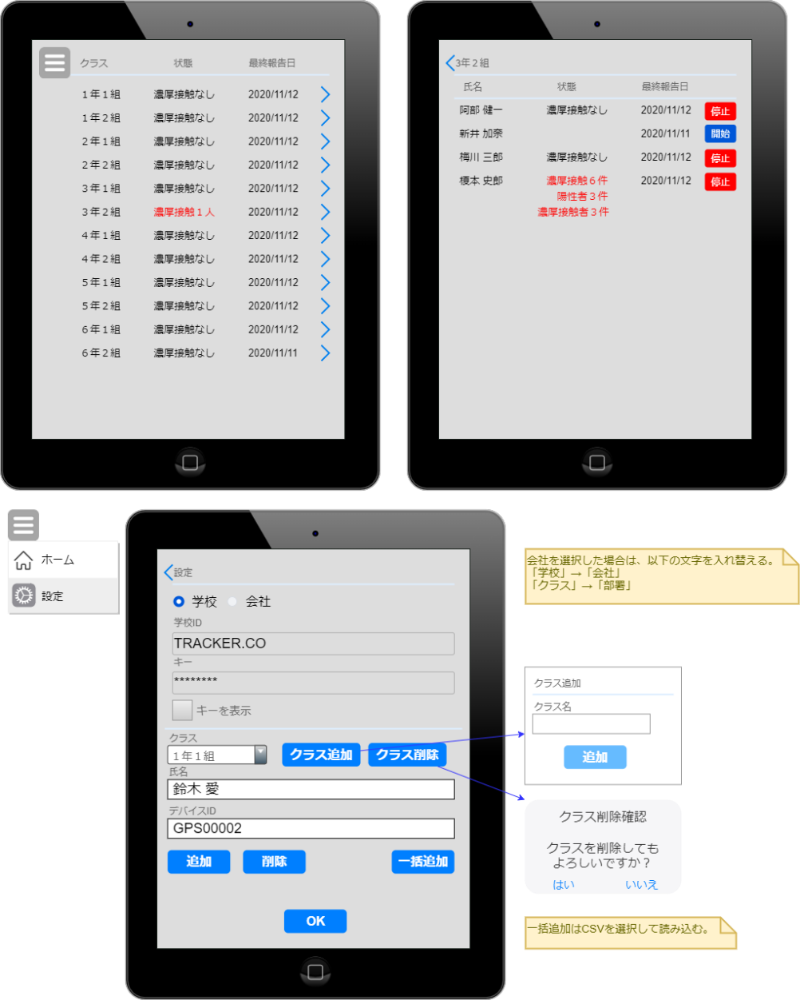 クラス 状態 最終報告日
1年1組 濃厚接触なし 2020/11/12
1年2組 濃厚接触なし 2020/11/12
2年1組 濃厚接触なし 2020/11/12
2年2組 濃厚接触なし 2020/11/12
3年1組 濃厚接触なし 2020/11/12
3年2組 濃厚接触1人 2020/11/12
4年1組 濃厚接触なし 2020/11/12
4年2組 濃厚接触なし 2020/11/12
5年1組 濃厚接触なし 2020/11/12
5年2組 濃厚接触なし 2020/11/12
6年1組 濃厚接触なし 2020/11/12
6年2組 濃厚接触なし 2020/11/11
3年2組
氏名 状態 最終報告日
阿部 健一 濃厚接触なし 2020/11/12 停止
新井 加奈 2020/11/11 開始
梅川 三郎 濃厚接触なし 2020/11/12 停止
榎本 史郎 濃厚接触6件 2020/11/12 停止
陽性者3件
濃厚接触者3件
ホーム
設定
設定
学校 会社
学校ID
TRACKER.CO
キー
********
キーを表示
クラス
1年1組 クラス追加 クラス削除
氏名
鈴木 愛
デバイスID
GPS00002
追加 削除 一括追加
OK
会社を選択した場合は、以下の文字を入れ替える。
「学校」→「会社」
「クラス」→「部署」
クラス追加
クラス名
追加
クラス削除確認
クラスを削除しても
よろしいですか？
はい いいえ
一括追加はCSVを選択して読み込む。